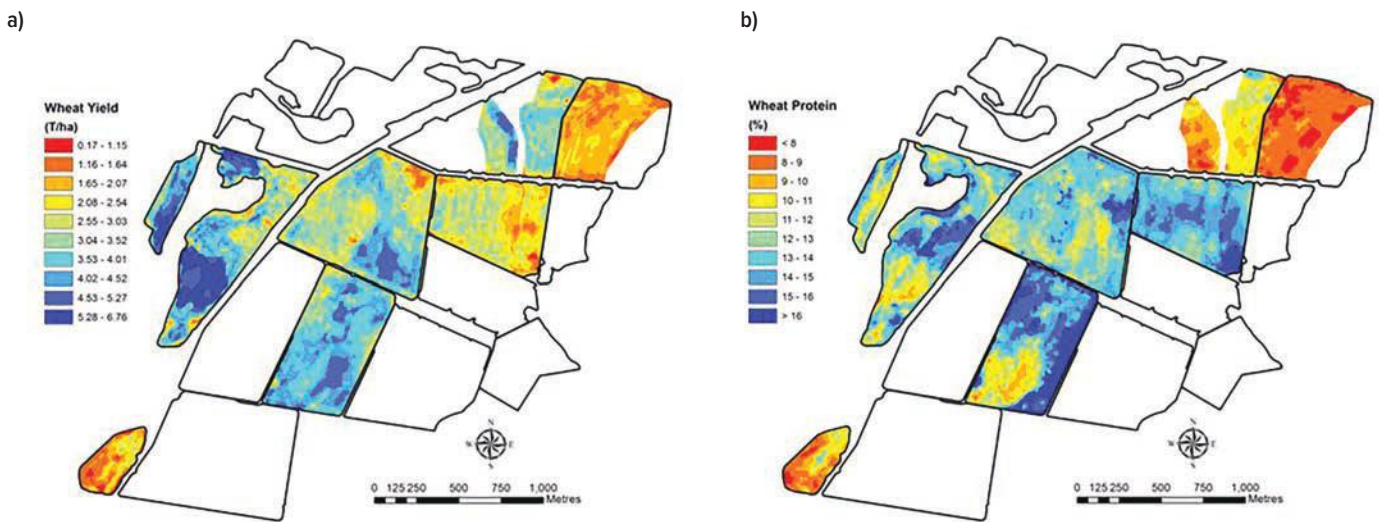 a)
Wheat Yield
(T/ha)
0.17 - 1.15
1.16 - 1.64
1.65 - 2.07
2.08 - 2.54
2.55 - 3.03
3.04 - 3.52
3.53 - 4.01
4.02 - 4.52
4.53 - 5.27
5.28 - 6.76
N
W
E
S
0 125 250 500 750 1,000
Metres
b)
Wheat Protein
(%)
< 8
8 - 9
9 - 10
10 - 11
11 - 12
12 - 13
13 - 14
14 - 15
15 - 16
> 16
N
W
E
S
0 125 250 500 750 1,000
Metres